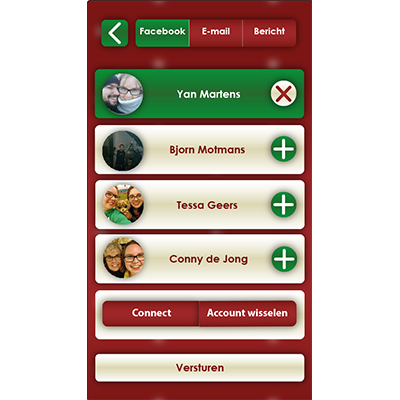 Facebook E-mail Bericht
Yan Martens
Bjorn Motmans
Tessa Geers
Conny de Jong
Connect Account wisselen
Versturen